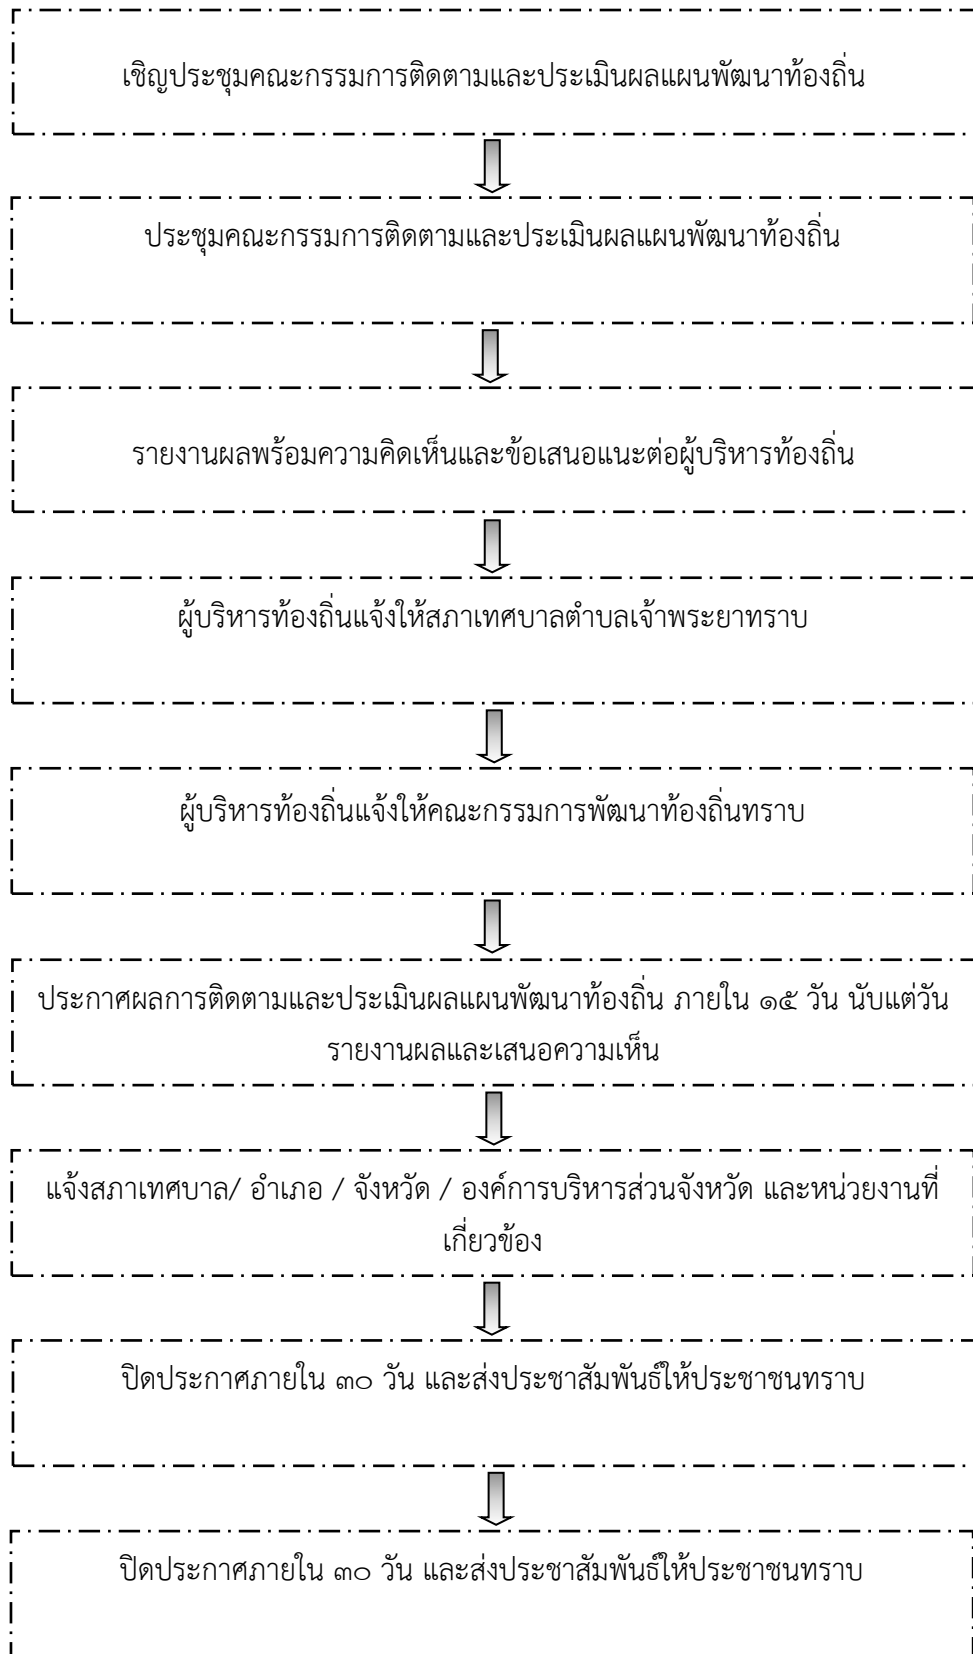 เชิญประชุมคณะกรรมการติดตามและประเมินผลแผนพัฒนาท้องถิ่น
ประชุมคณะกรรมการติดตามและประเมินผลแผนพัฒนาท้องถิ่น
รายงานผลพร้อมความคิดเห็นและข้อเสนอแนะต่อผู้บริหารท้องถิ่น
ผู้บริหารท้องถิ่นแจ้งให้สภาเทศบาลตำบลเจ้าพระยาทราบ
ผู้บริหารท้องถิ่นแจ้งให้คณะกรรมการพัฒนาท้องถิ่นทราบ
ประกาศผลการติดตามและประเมินผลแผนพัฒนาท้องถิ่น ภายใน ๑๕ วัน นับแต่วัน
รายงานผลและเสนอความเห็น
แจ้งสภาเทศบาล/ อำเภอ / จังหวัด / องค์การบริหารส่วนจังหวัด และหน่วยงานที่
เกี่ยวข้อง
ปิดประกาศภายใน ๓๐ วัน และส่งประชาสัมพันธ์ให้ประชาชนทราบ
ปิดประกาศภายใน ๓๐ วัน และส่งประชาสัมพันธ์ให้ประชาชนทราบ